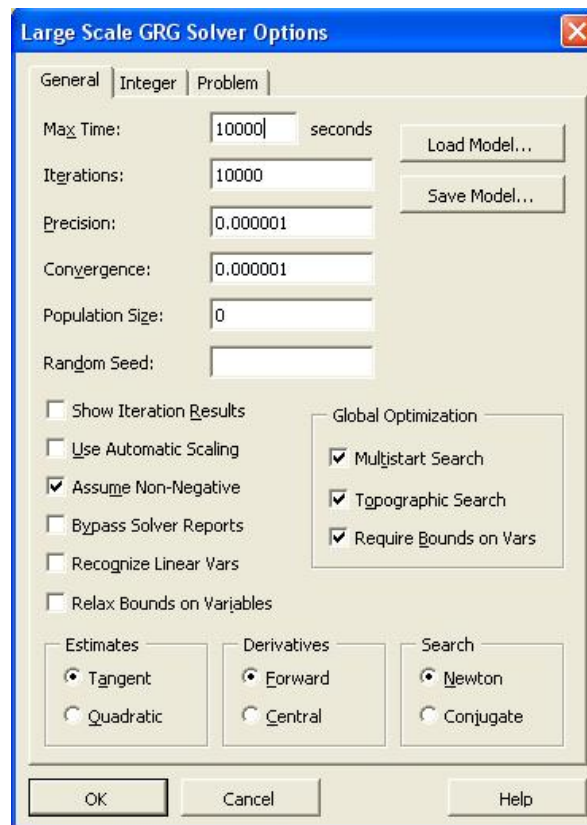 Large Scale GRG Solver Options
General Integer Problem
Max Time: 10000 seconds
Load Model...
Iterations: 10000
Save Model...
Precision: 0.000001
Convergence: 0.000001
Population Size: 0
Random Seed:
Show Iteration Results
Use Automatic Scaling
Assume Non-Negative
Bypass Solver Reports
Recognize Linear Vars
Relax Bounds on Variables
Global Optimization
Multistart Search
Topographic Search
Require Bounds on Vars
Estimates
Tangent
Quadratic
Derivatives
Forward
Central
Search
Newton
Conjugate
OK Cancel Help